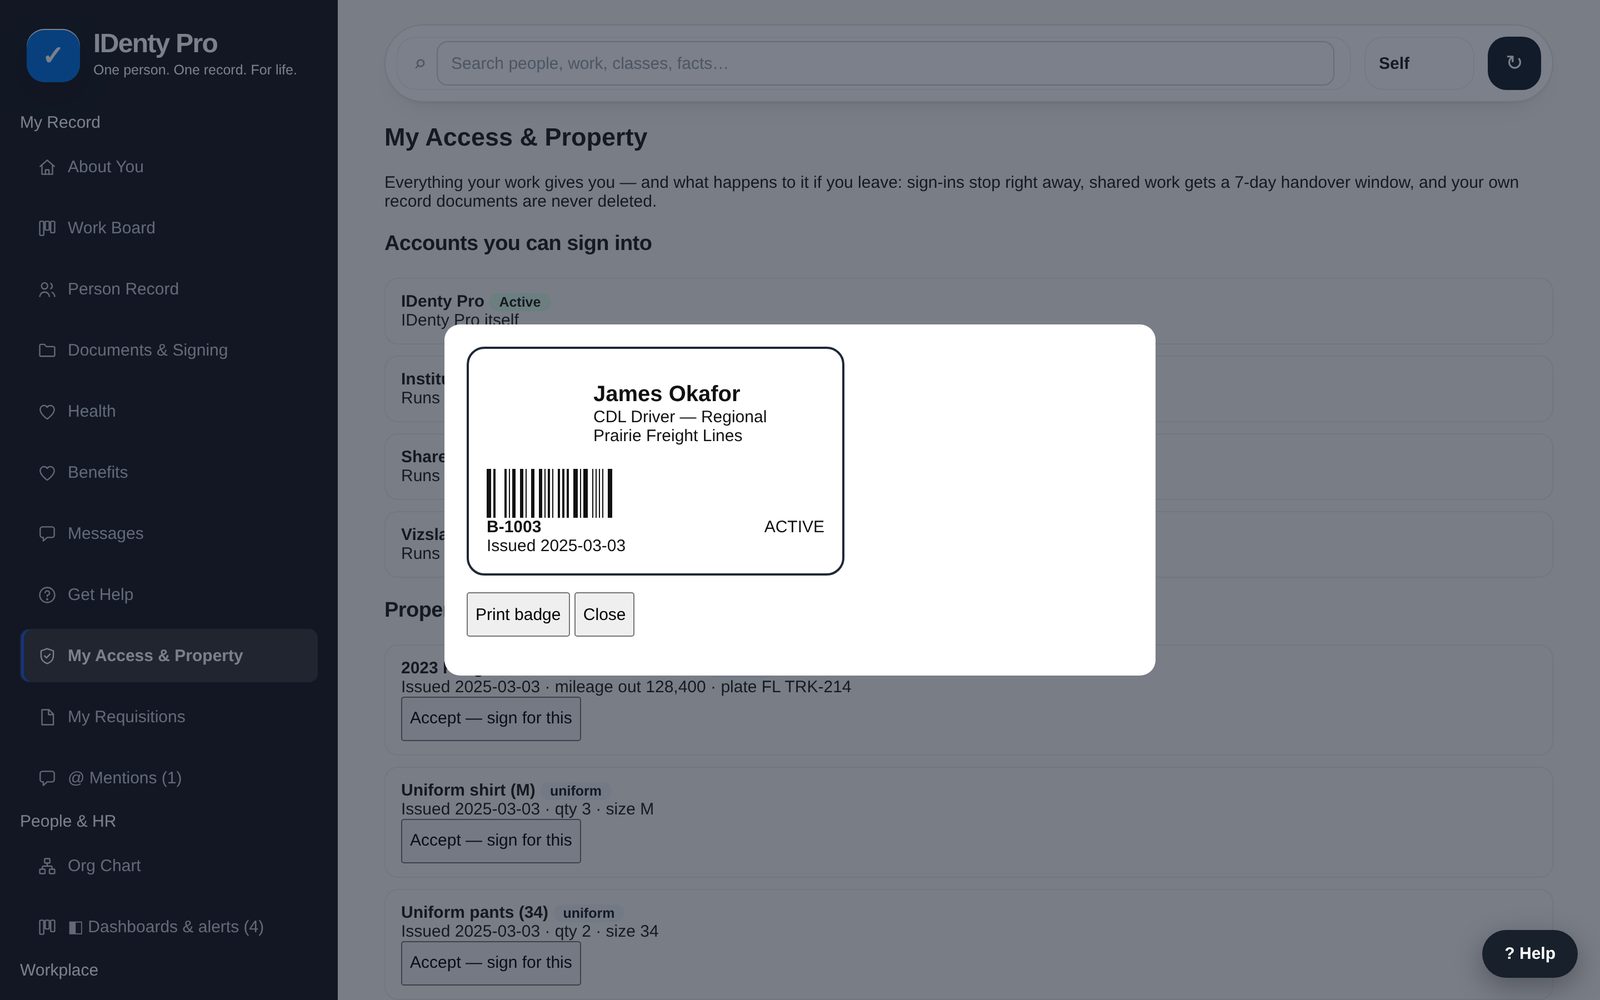 IDenty Pro
One person. One record. For life.
My Record
About You
Work Board
Person Record
Documents & Signing
Health
Benefits
Messages
Get Help
My Access & Property
My Requisitions
@ Mentions (1)
People & HR
Org Chart
Dashboards & alerts (4)
Workplace
Search people, work, classes, facts…
Self
My Access & Property
Everything your work gives you — and what happens to it if you leave: sign-ins stop right away, shared work gets a 7-day handover window, and your own
record documents are never deleted.
Accounts you can sign into
IDenty Pro Active
IDenty Pro itself
Runs
Runs
Runs
James Okafor
CDL Driver — Regional
Prairie Freight Lines
B-1003
ACTIVE
Issued 2025-03-03
Print badge
Close
2023
Issued 2025-03-03 · mileage out 128,400 · plate FL TRK-214
Accept — sign for this
Uniform shirt (M) uniform
Issued 2025-03-03 · qty 3 · size M
Accept — sign for this
Uniform pants (34) uniform
Issued 2025-03-03 · qty 2 · size 34
Accept — sign for this
? Help